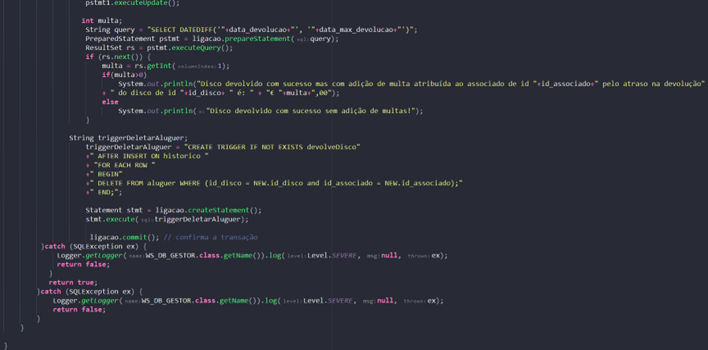 pstmt1.executeUpdate();
int multa;
String query = "SELECT DATEDIFF('"+data_devolucao+"', '"+data_max_devolucao+"')";
PreparedStatement pstmt = ligacao.prepareStatement( sql: query);
ResultSet rs = pstmt.executeQuery();
if (rs.next()) {
multa = rs.getInt( columnIndex: 1);
if(multa>0)
System.out.println("Disco devolvido com sucesso mas com adição de multa atribuída ao associado de id "+id_associado+" pelo atraso na devolução"
+ " do disco de id "+id_disco+ " é: " + "€ "+multa+",00");
else
System.out.println( x: "Disco devolvido com sucesso sem adição de multas!");
}
String triggerDeletarAluguer;
triggerDeletarAluguer = "CREATE TRIGGER IF NOT EXISTS devolveDisco"
+" AFTER INSERT ON historico "
+ "FOR EACH ROW "
+" BEGIN"
+" DELETE FROM aluguer WHERE (id_disco = NEW.id_disco and id_associado = NEW.id_associado);"
+" END;";
Statement stmt = ligacao.createStatement();
stmt.execute( sql: triggerDeletarAluguer);
ligacao.commit(); // confirma a transação
}catch (SQLException ex) {
Logger.getLogger( name: WS_DB_GESTOR.class.getName()).log( level: Level.SEVERE, msg: null, thrown: ex);
return false;
}
return true;
}catch (SQLException ex) {
Logger.getLogger( name: WS_DB_GESTOR.class.getName()).log( level: Level.SEVERE, msg: null, thrown: ex);
return false;
}
}
}